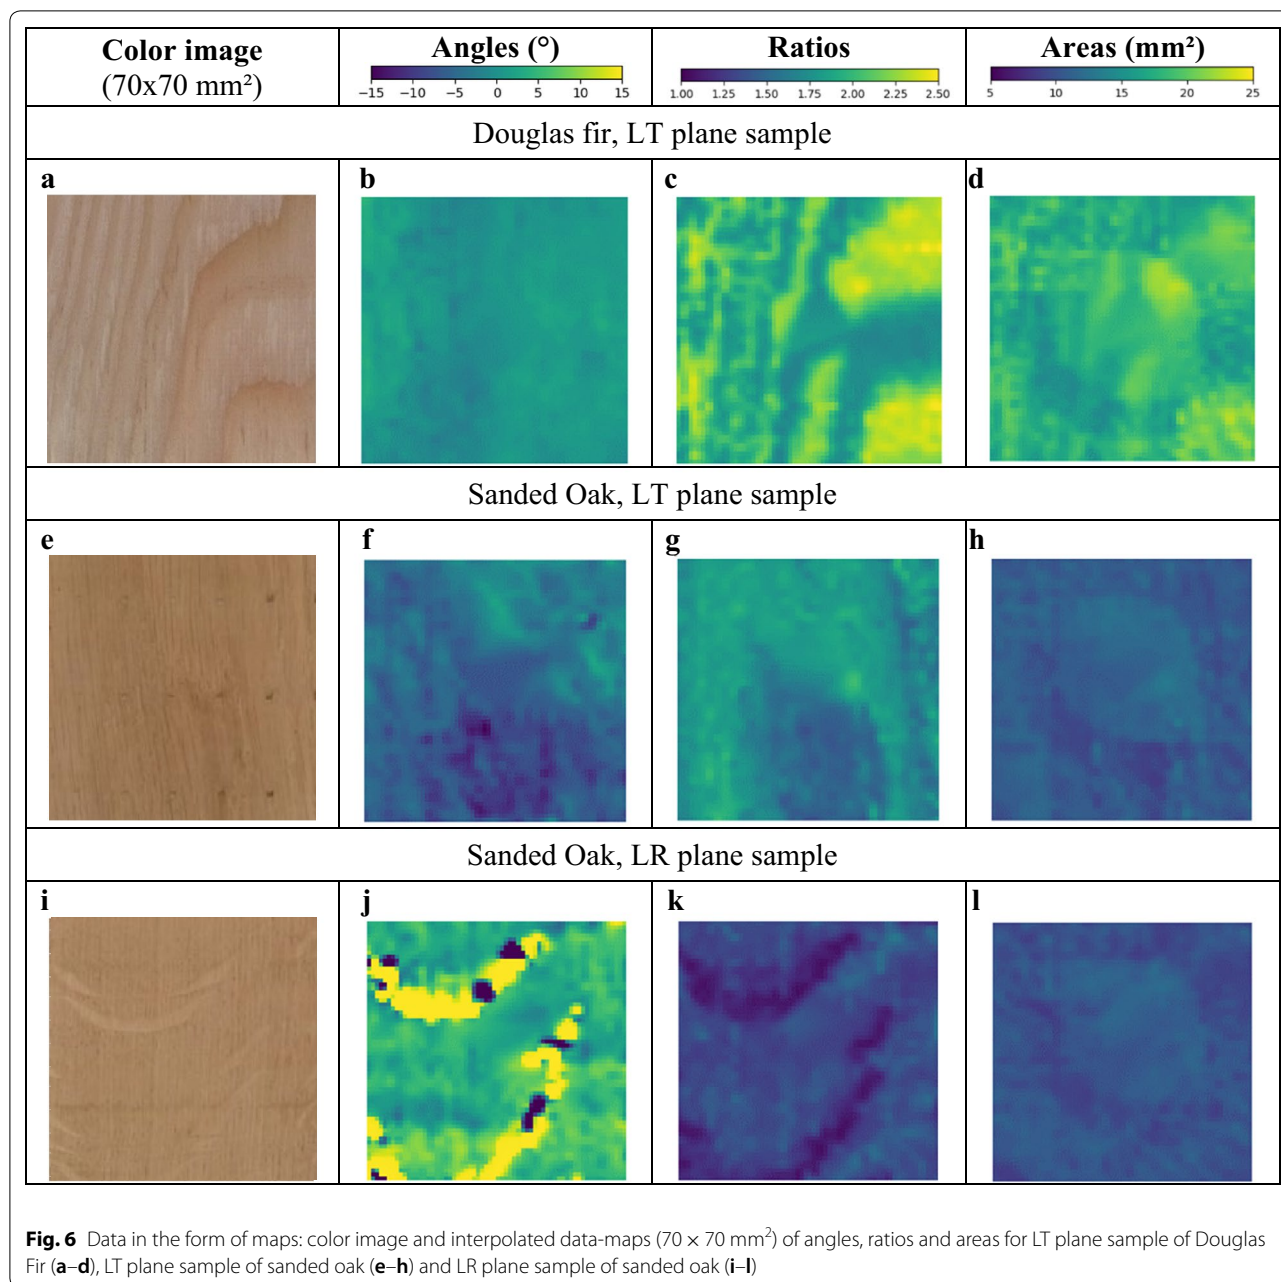 Color image
(70x70 mm²)
Angles (°)
−15 −10 −5 0 5 10 15
Ratios
1.00 1.25 1.50 1.75 2.00 2.25 2.50
Areas (mm²)
5 10 15 20 25
Douglas fir, LT plane sample
a b c d
Sanded Oak, LT plane sample
e f g h
Sanded Oak, LR plane sample
i j k l
Fig. 6 Data in the form of maps: color image and interpolated data-maps (70 × 70 mm²) of angles, ratios and areas for LT plane sample of Douglas
Fir (a–d), LT plane sample of sanded oak (e–h) and LR plane sample of sanded oak (i–l)